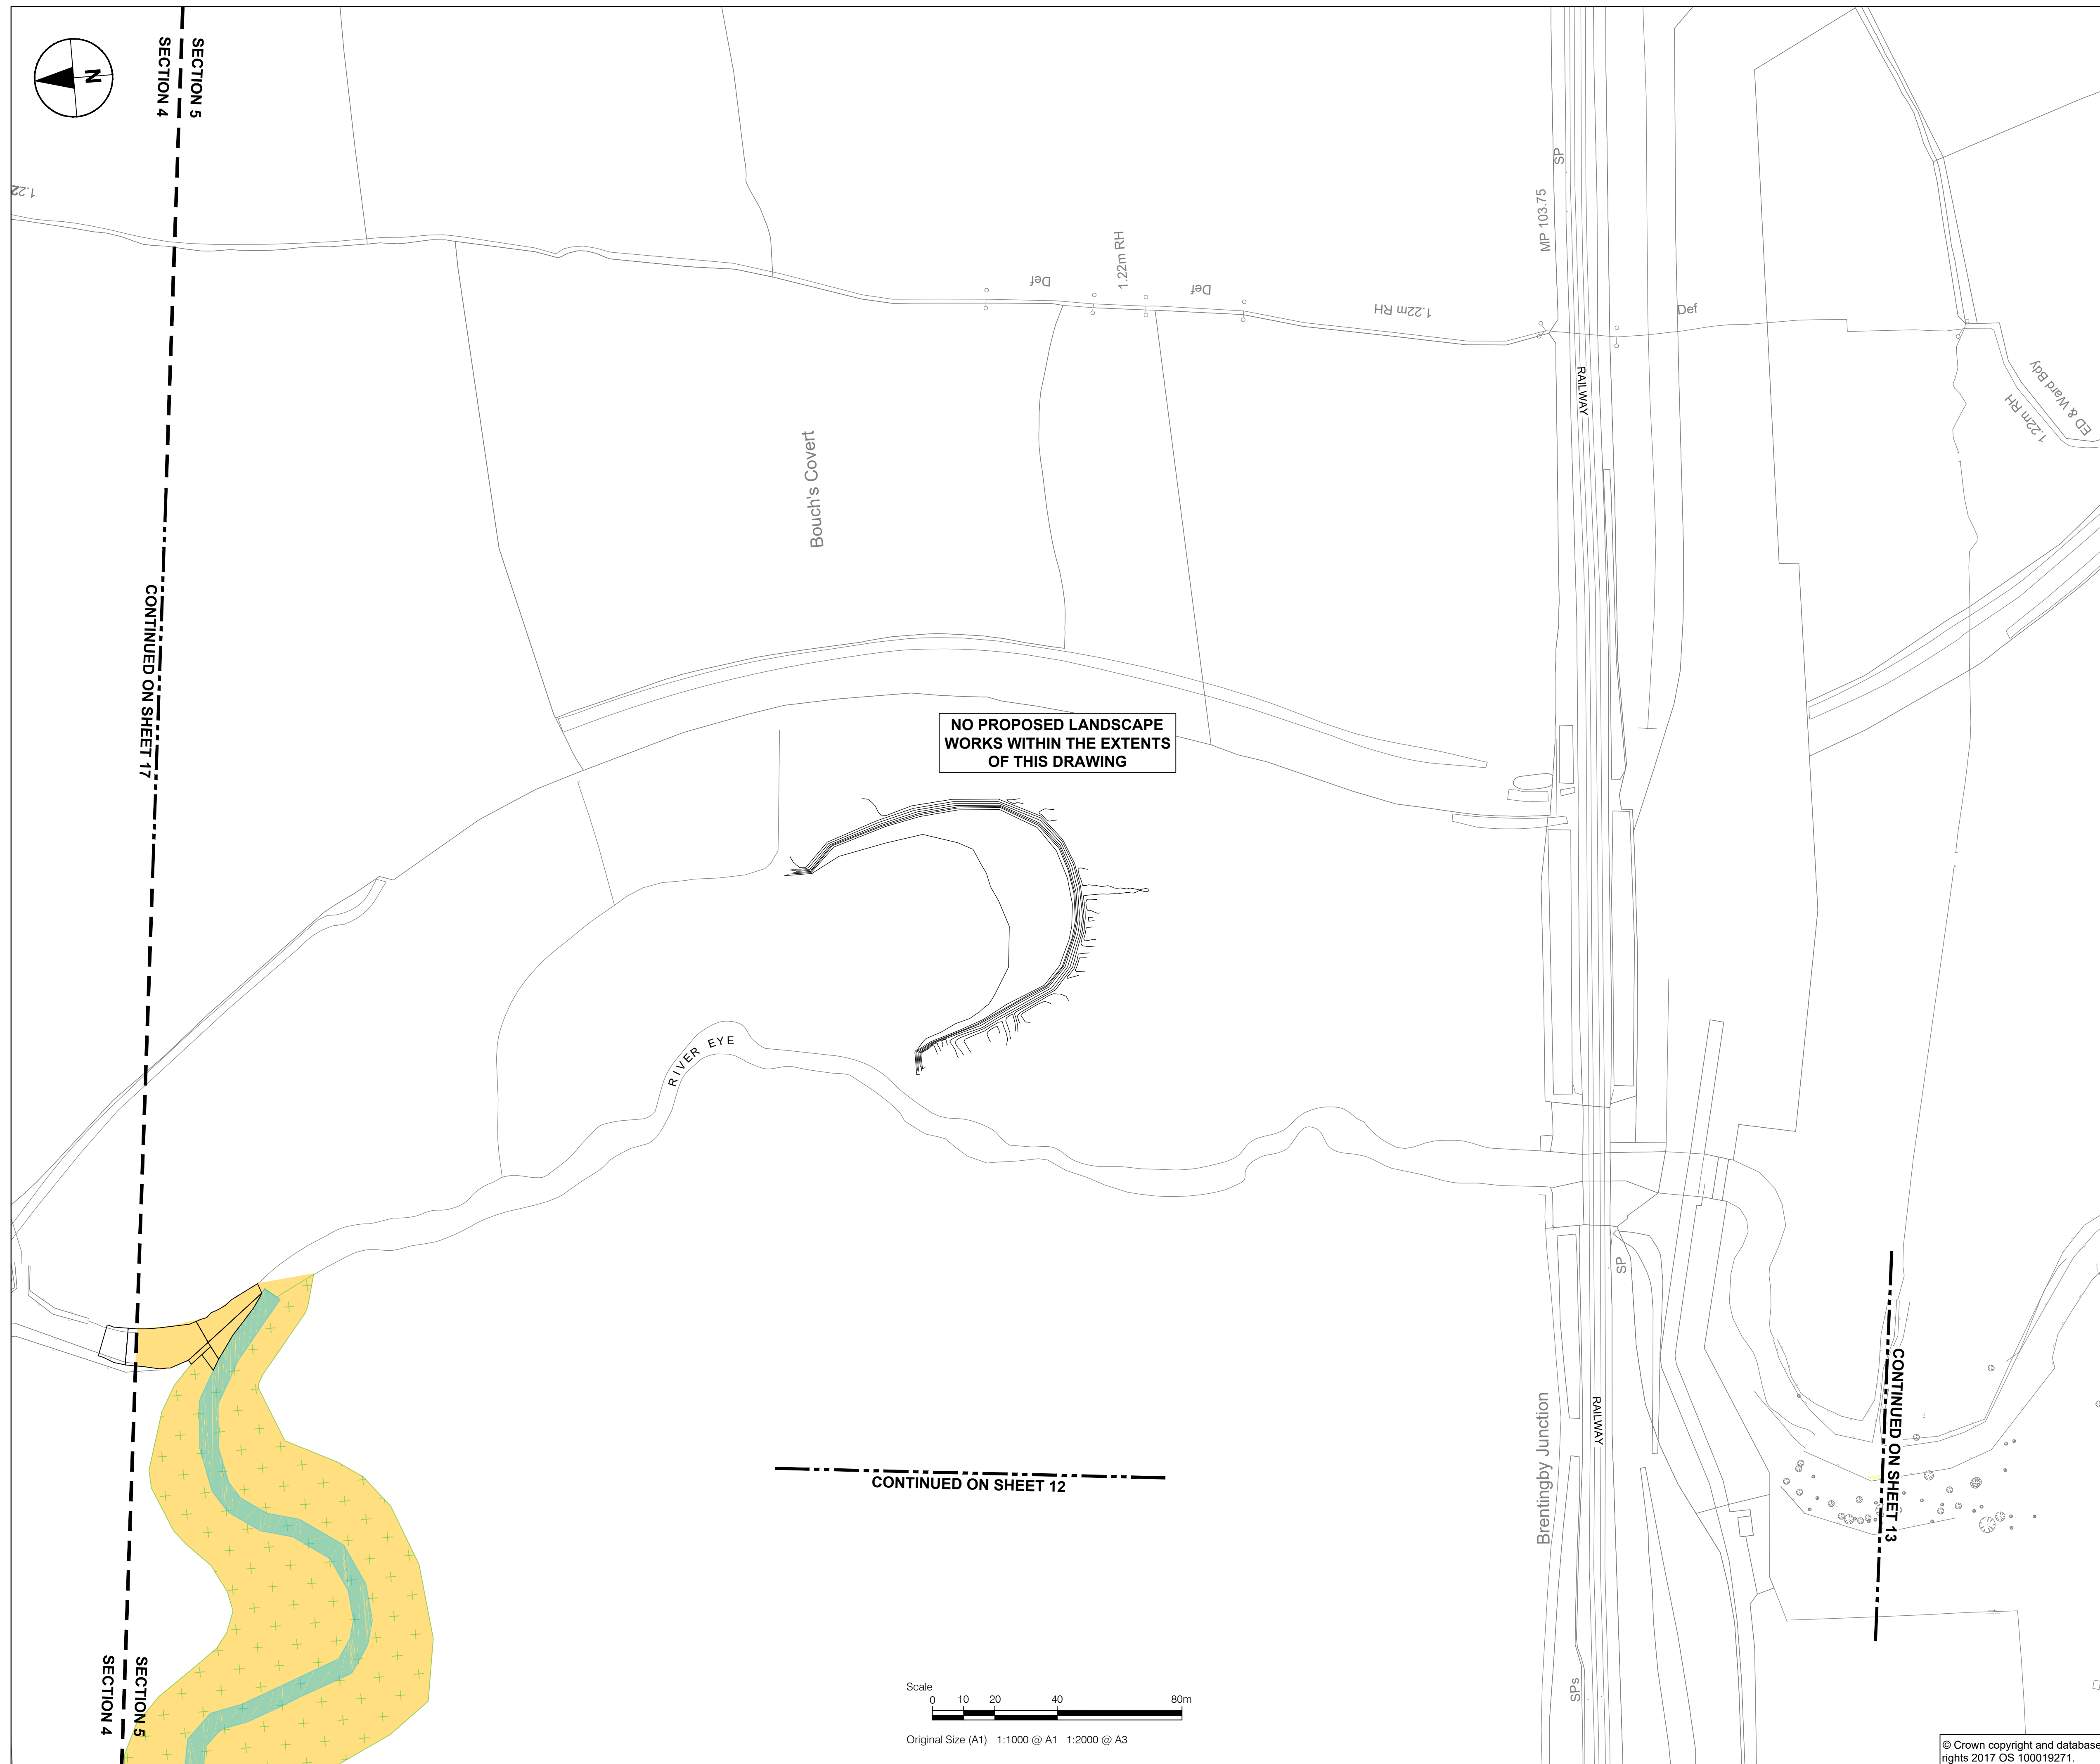 N
SECTION 5
SECTION 4
1.22
SP
MP 103.75
Def
1.22m RH
Def
1.22m RH
Def
RAILWAY
ED & Ward Bdy
1.22m RH
Bouch's Covert
CONTINUED ON SHEET 17
NO PROPOSED LANDSCAPE
WORKS WITHIN THE EXTENTS
OF THIS DRAWING
RIVER EYE
SP
CONTINUED ON SHEET 13
RAILWAY
Brentingby Junction
CONTINUED ON SHEET 12
SECTION 5
SECTION 4
SPs
Scale
0 10 20 40 80m
Original Size (A1) 1:1000 @ A1 1:2000 @ A3
© Crown copyright and database
rights 2017 OS 100019271.